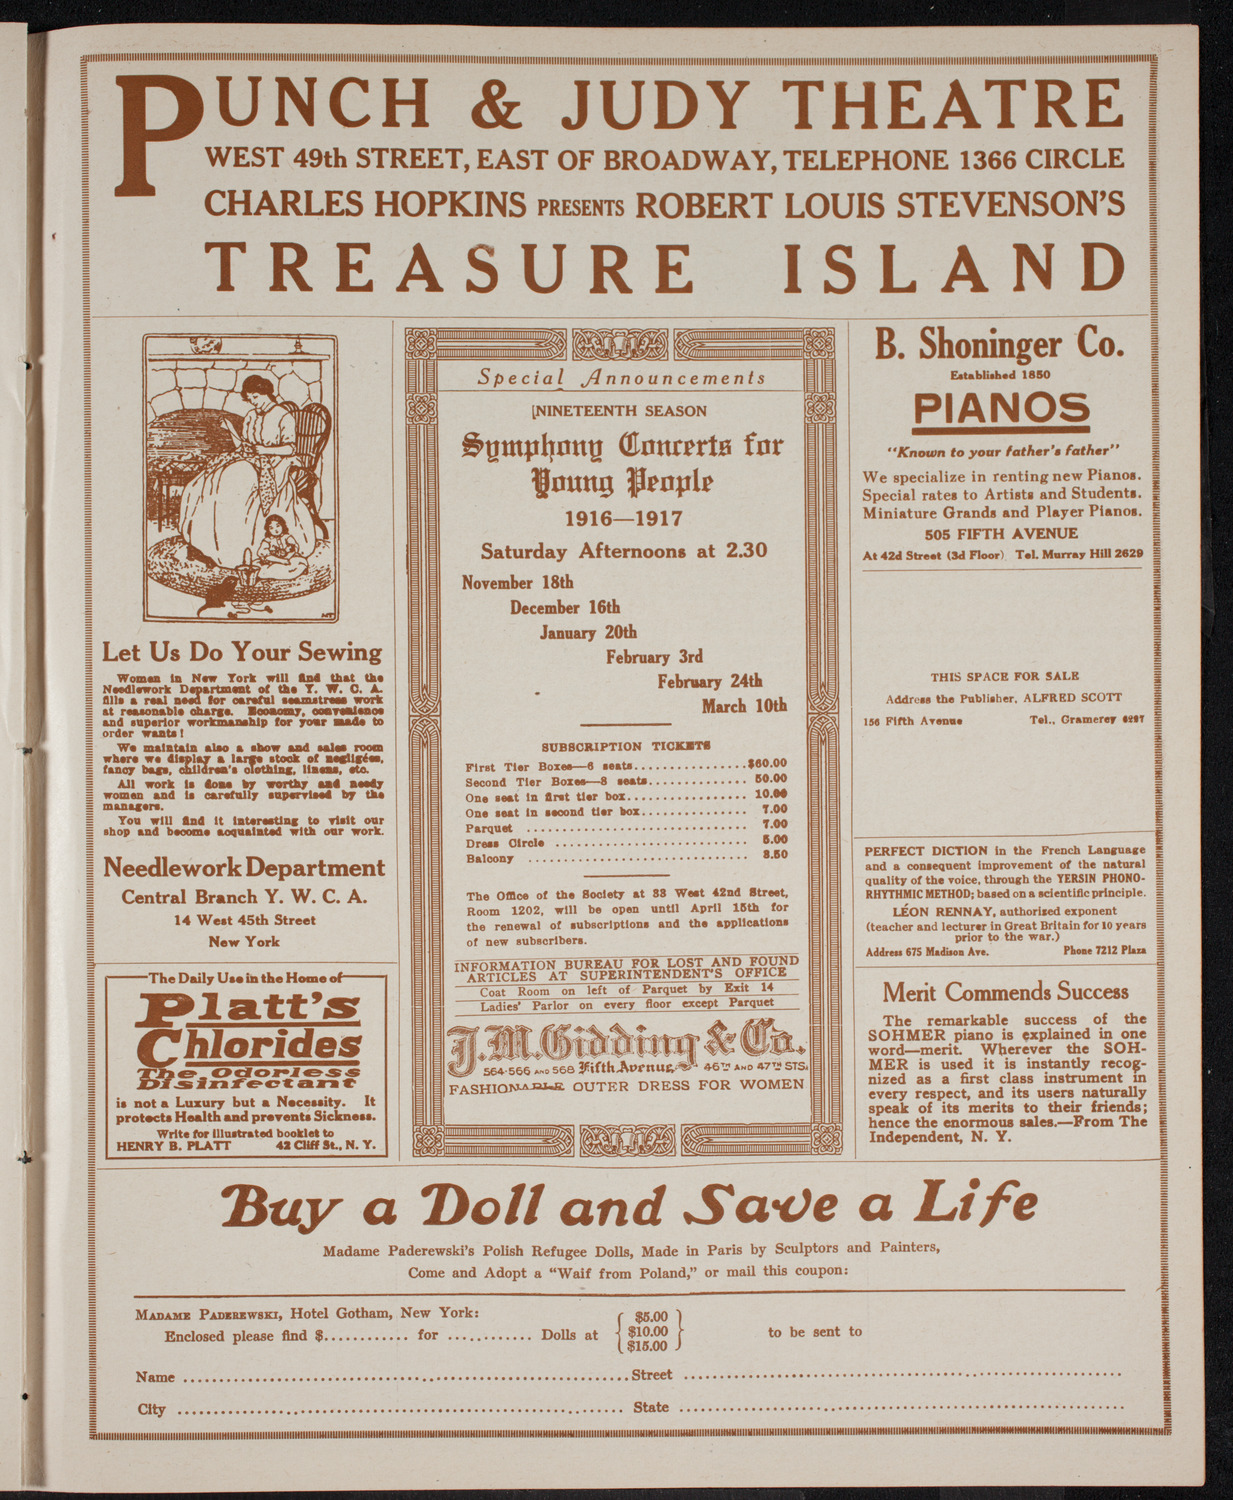 PUNCH & JUDY THEATRE
WEST 49th STREET, EAST OF BROADWAY, TELEPHONE 1366 CIRCLE
CHARLES HOPKINS PRESENTS ROBERT LOUIS STEVENSON'S
TREASURE ISLAND
Let Us Do Your Sewing
Women in New York will find that the
Needlework Department of the Y. W. C. A.
fills a real need for careful seamstress work
at reasonable charge. Economy, convenience
and superior workmanship for your made to
order wants!
We maintain also a show and sales room
where we display a large stock of negligées,
fancy bags, children's clothing, linens, etc.
All work is done by worthy and needy
women and is carefully supervised by the
managers.
You will find it interesting to visit our
shop and become acquainted with our work.
Needlework Department
Central Branch Y. W. C. A.
14 West 45th Street
New York
The Daily Use in the Home of
Platt's
Chlorides
The Odorless
Disinfectant
is not a Luxury but a Necessity. It
protects Health and prevents Sickness.
Write for illustrated booklet to
HENRY B. PLATT 42 Cliff St., N. Y.
Special Announcements
NINETEENTH SEASON
Symphony Concerts for
Young People
1916—1917
Saturday Afternoons at 2.30
November 18th
December 16th
January 20th
February 3rd
February 24th
March 10th
SUBSCRIPTION TICKETS
First Tier Boxes—6 seats................$60.00
Second Tier Boxes—8 seats.............. 50.00
One seat in first tier box................. 10.00
One seat in second tier box............... 7.00
Parquet ................................ 7.00
Dress Circle ............................ 5.00
Balcony ................................ 3.50
The Office of the Society at 33 West 42nd Street,
Room 1202, will be open until April 15th for
the renewal of subscriptions and the applications
of new subscribers.
INFORMATION BUREAU FOR LOST AND FOUND
ARTICLES AT SUPERINTENDENT'S OFFICE
Coat Room on left of Parquet by Exit 14
Ladies' Parlor on every floor except Parquet
J. M. Gidding & Co.
564-566 AND 568 Fifth Avenue, 46TH AND 47TH STS.
FASHIONABLE OUTER DRESS FOR WOMEN
B. Shoninger Co.
Established 1850
PIANOS
"Known to your father's father"
We specialize in renting new Pianos.
Special rates to Artists and Students.
Miniature Grands and Player Pianos.
505 FIFTH AVENUE
At 42d Street (3d Floor) Tel. Murray Hill 2629
THIS SPACE FOR SALE
Address the Publisher, ALFRED SCOTT
156 Fifth Avenue Tel., Gramercy 6297
PERFECT DICTION in the French Language
and a consequent improvement of the natural
quality of the voice, through the YERSIN PHONO-
RHYTHMIC METHOD; based on a scientific principle.
LÉON RENNAY, authorized exponent
(teacher and lecturer in Great Britain for 10 years
prior to the war.)
Address 675 Madison Ave. Phone 7212 Plaza
Merit Commends Success
The remarkable success of the
SOHMER piano is explained in one
word—merit. Wherever the SOH-
MER is used it is instantly recog-
nized as a first class instrument in
every respect, and its users naturally
speak of its merits to their friends;
hence the enormous sales.—From The
Independent, N. Y.
Buy a Doll and Save a Life
Madame Paderewski's Polish Refugee Dolls, Made in Paris by Sculptors and Painters,
Come and Adopt a "Waif from Poland," or mail this coupon:
MADAME PADEREWSKI, Hotel Gotham, New York:
Enclosed please find $............ for ............ Dolls at { $5.00 $10.00 $15.00 } to be sent to
Name ................................ Street ................................
City ................................ State ................................